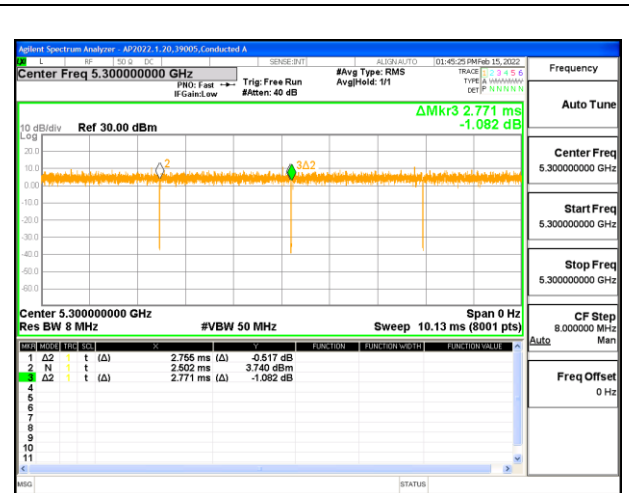 Agilent Spectrum Analyzer - AP2022.1.20,39005,Conducted A
L RF 50 Ω DC SENSE:INT ALIGN AUTO 01:45:25 PM Feb 15, 2022
Center Freq 5.300000000 GHz
PNO: Fast
IFGain:Low
Trig: Free Run
#Atten: 40 dB
#Avg Type: RMS
Avg|Hold: 1/1
TRACE 1 2 3 4 5 6
TYPE A WWWWW
DET P N N N N N
ΔMkr3 2.771 ms
-1.082 dB
10 dB/div Ref 30.00 dBm
Log
20.0
10.0
0.00
-10.0
-20.0
-30.0
-40.0
-50.0
-60.0
2
3Δ2
Center 5.300000000 GHz Span 0 Hz
Res BW 8 MHz #VBW 50 MHz Sweep 10.13 ms (8001 pts)
MKR MODE TRC SCL X Y FUNCTION FUNCTION WIDTH FUNCTION VALUE
1 Δ2 1 t (Δ) 2.755 ms (Δ) -0.517 dB
2 N 1 t 2.502 ms 3.740 dBm
3 Δ2 1 t (Δ) 2.771 ms (Δ) -1.082 dB
4
5
6
7
8
9
10
11
MSG STATUS
Frequency
Auto Tune
Center Freq
5.300000000 GHz
Start Freq
5.300000000 GHz
Stop Freq
5.300000000 GHz
CF Step
8.000000 MHz
Auto Man
Freq Offset
0 Hz